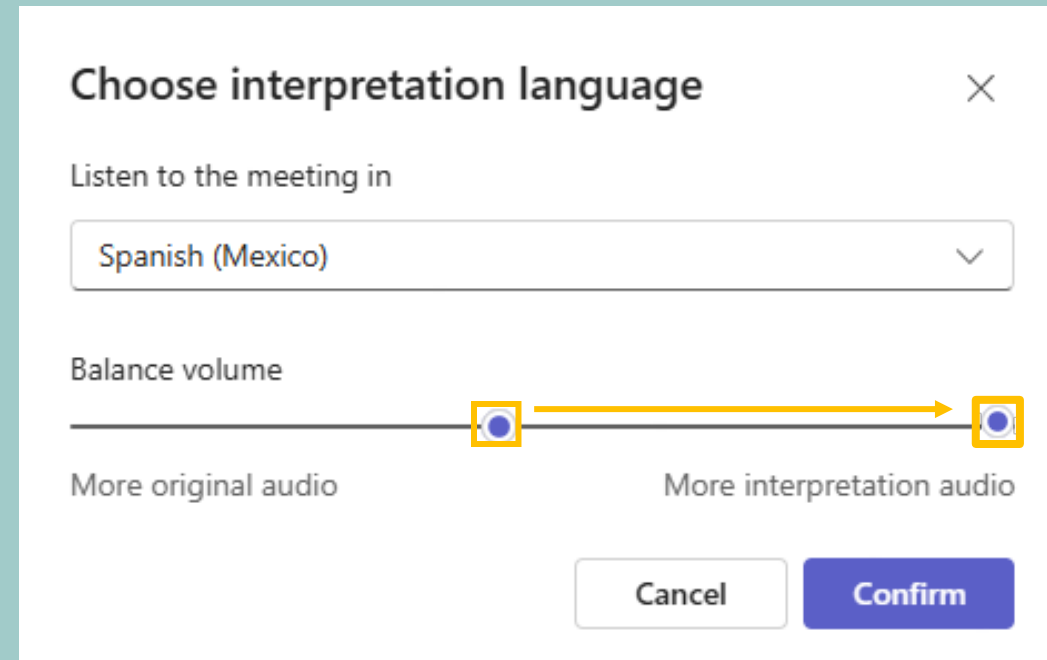 Choose interpretation language
Listen to the meeting in
Spanish (Mexico)
Balance volume
More original audio
More interpretation audio
Cancel
Confirm